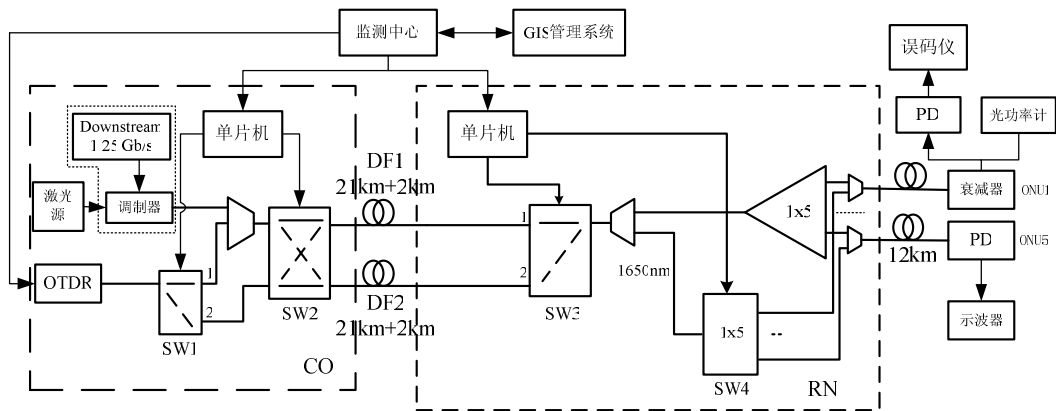 监测中心
GIS管理系统
误码仪
Downstream
1.25 Gb/s
单片机
单片机
PD
光功率计
激光
源
调制器
DF1
21km+2km
1x5
衰减器
ONU1
1
2
1650nm
12km
PD
ONU5
OTDR
1
2
SW2
DF2
21km+2km
SW3
1x5
示波器
SW1
CO
SW4
RN